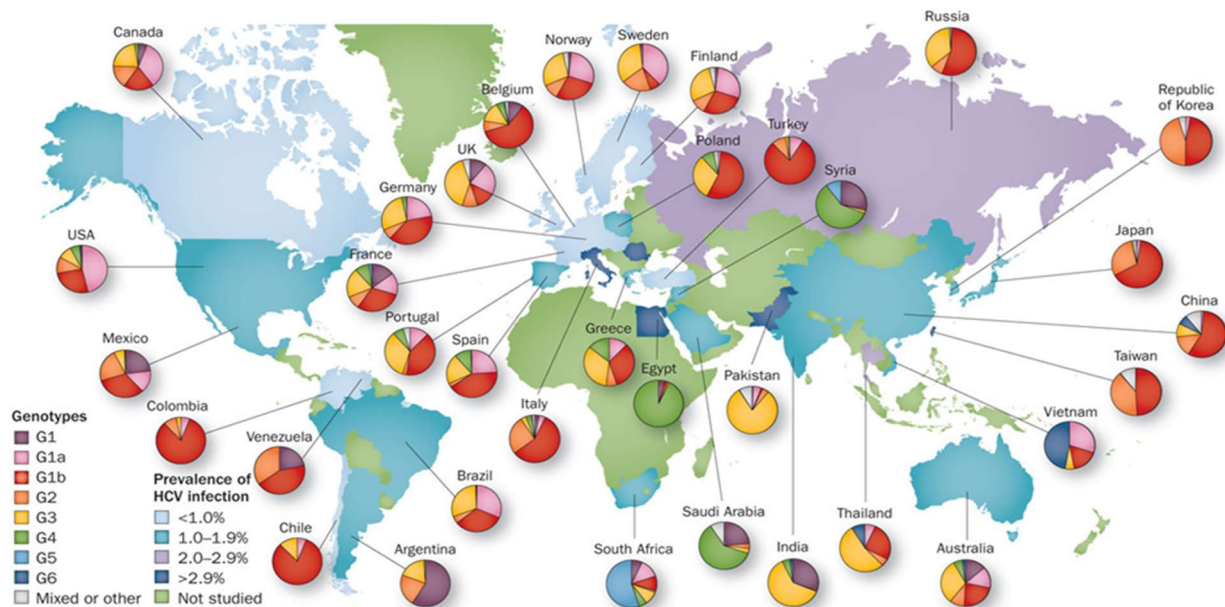 Canada
Norway
Sweden
Finland
Russia
Belgium
Republic
of Korea
UK
Poland
Turkey
Germany
Syria
USA
France
Japan
Portugal
Spain
Greece
China
Mexico
Egypt
Pakistan
Taiwan
Colombia
Venezuela
Italy
Vietnam
Brazil
Chile
Argentina
South Africa
Saudi Arabia
India
Thailand
Australia
Genotypes
G1
G1a
G1b
G2
G3
G4
G5
G6
Mixed or other
Prevalence of
HCV infection
<1.0%
1.0–1.9%
2.0–2.9%
>2.9%
Not studied